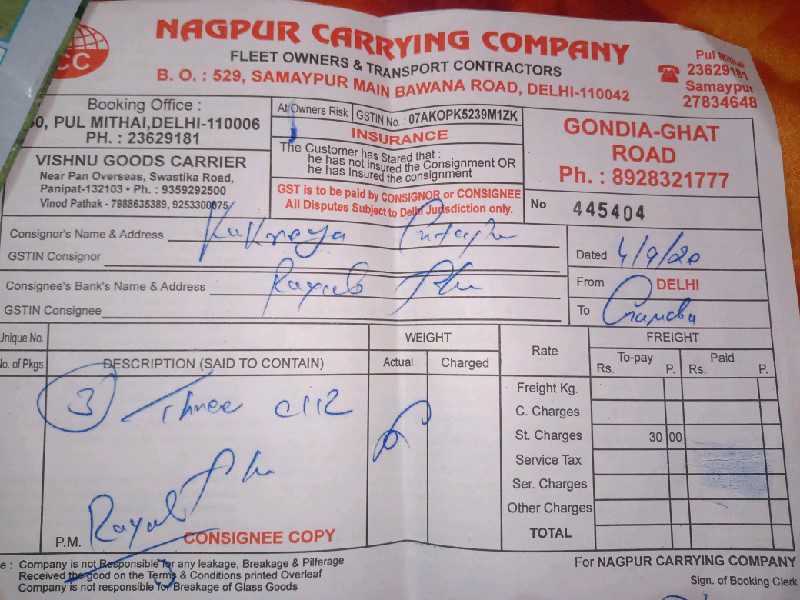 CC
NAGPUR CARRYING COMPANY
FLEET OWNERS & TRANSPORT CONTRACTORS
B. O. : 529, SAMAYPUR MAIN BAWANA ROAD, DELHI-110042
Pul Mithai
23629181
Samaypur
27834648
Booking Office :
0, PUL MITHAI, DELHI-110006
PH. : 23629181
VISHNU GOODS CARRIER
Near Pan Overseas, Swastika Road,
Panipat-132103 • Ph. : 9359292500
Vinod Pathak - 7988635389, 9253300875
At Owners Risk GSTIN No. : 07AKOPK5239M1ZK
INSURANCE
The Customer has Stared that :
he has not insured the Consignment OR
he has Insured the consignment
GST is to be paid by CONSIGNOR or CONSIGNEE
All Disputes Subject to Delhi Jurisdiction only.
GONDIA-GHAT
ROAD
Ph. : 8928321777
No 445404
Consignor's Name & Address
GSTIN Consignor
Consignee's Bank's Name & Address
GSTIN Consignee
Dated 4/9/20
From DELHI
To
Unique No.
No. of Pkgs
DESCRIPTION (SAID TO CONTAIN)
WEIGHT
Actual Charged
Rate
FREIGHT
To-pay Paid
Rs. P. Rs. P.
Freight Kg.
C. Charges
St. Charges 30 00
Service Tax
Ser. Charges
Other Charges
TOTAL
3 Three
P.M.
CONSIGNEE COPY
e : Company is not Responsible for any leakage, Breakage & Pilferage
Received the good on the Terms & Conditions printed Overleaf
Company is not responsible for Breakage of Glass Goods
For NAGPUR CARRYING COMPANY
Sign. of Booking Clerk